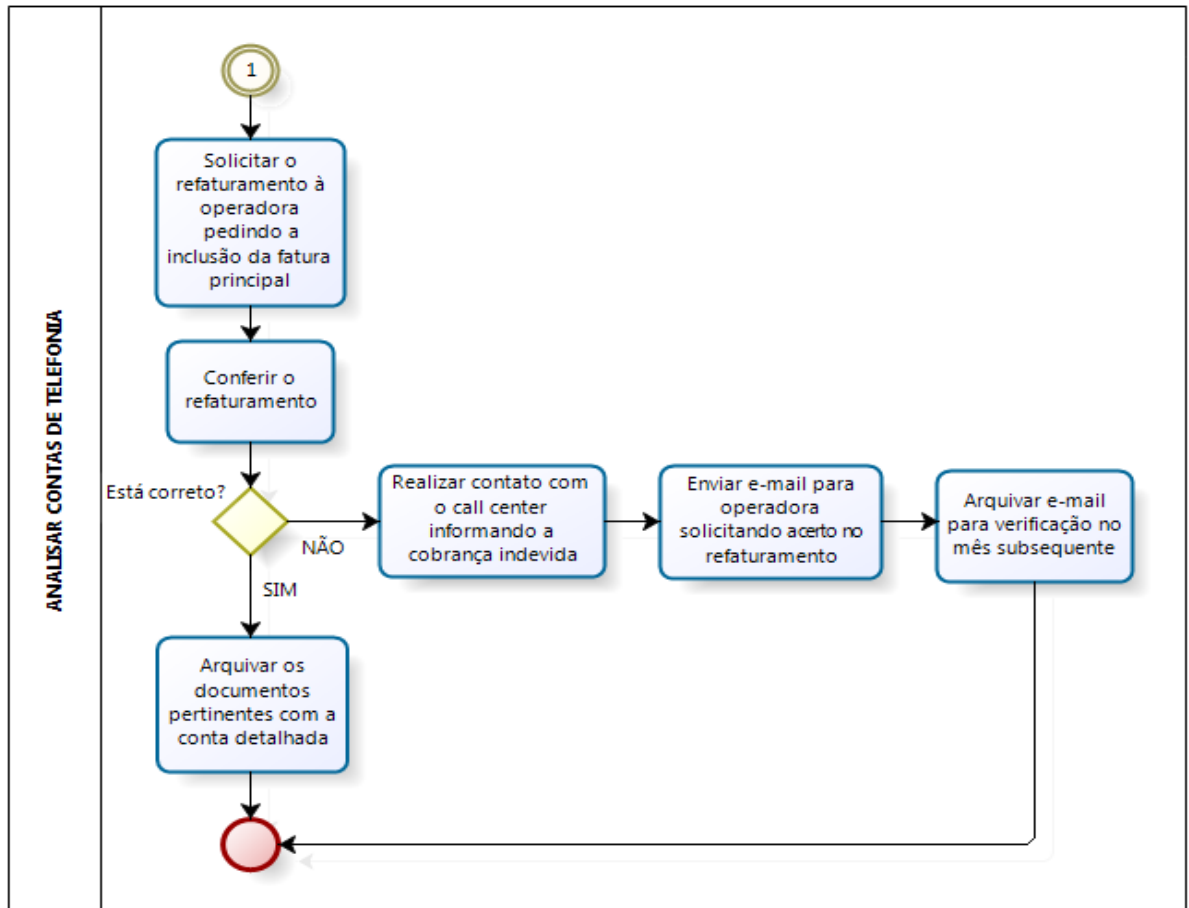 ANALISAR CONTAS DE TELEFONIA
1
Solicitar o
refaturamento à
operadora
pedindo a
inclusão da fatura
principal
Conferir o
refaturamento
Está correto?
NÃO
SIM
Realizar contato com
o call center
informando a
cobrança indevida
Enviar e-mail para
operadora
solicitando acerto no
refaturamento
Arquivar e-mail
para verificação no
mês subsequente
Arquivar os
documentos
pertinentes com a
conta detalhada